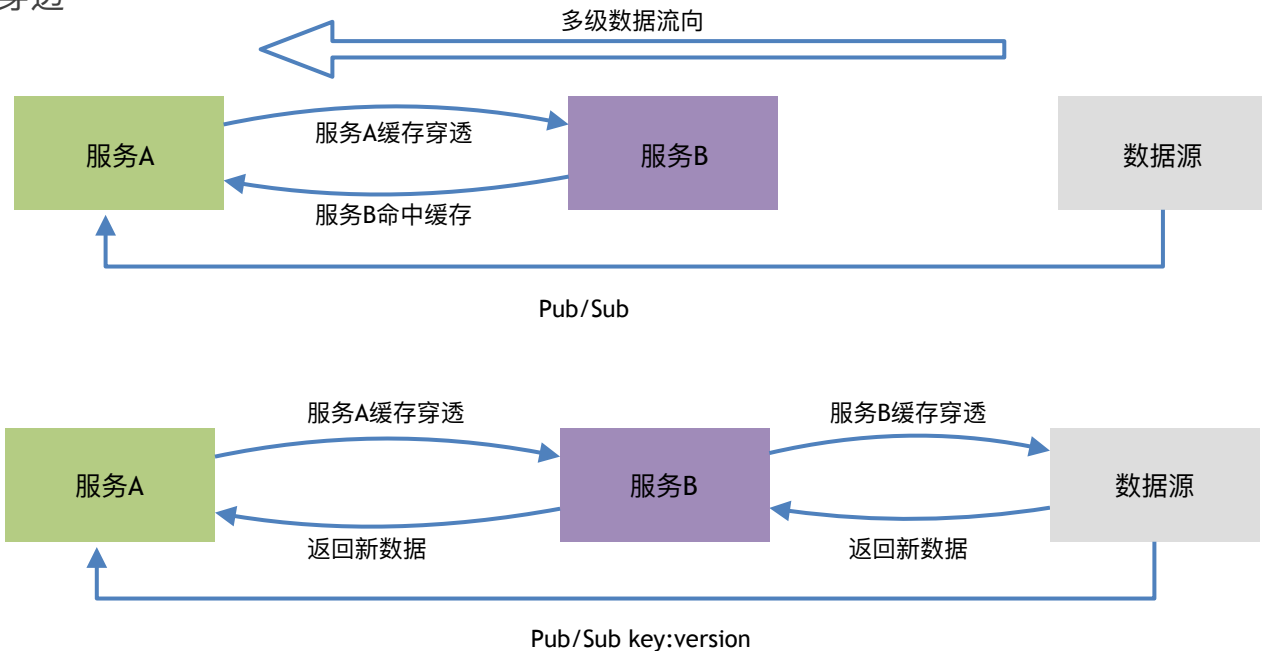 穿透
多级数据流向
服务A
服务A缓存穿透
服务B
数据源
服务B命中缓存
Pub/Sub
服务A缓存穿透
服务B缓存穿透
服务A
服务B
数据源
返回新数据
返回新数据
Pub/Sub key:version